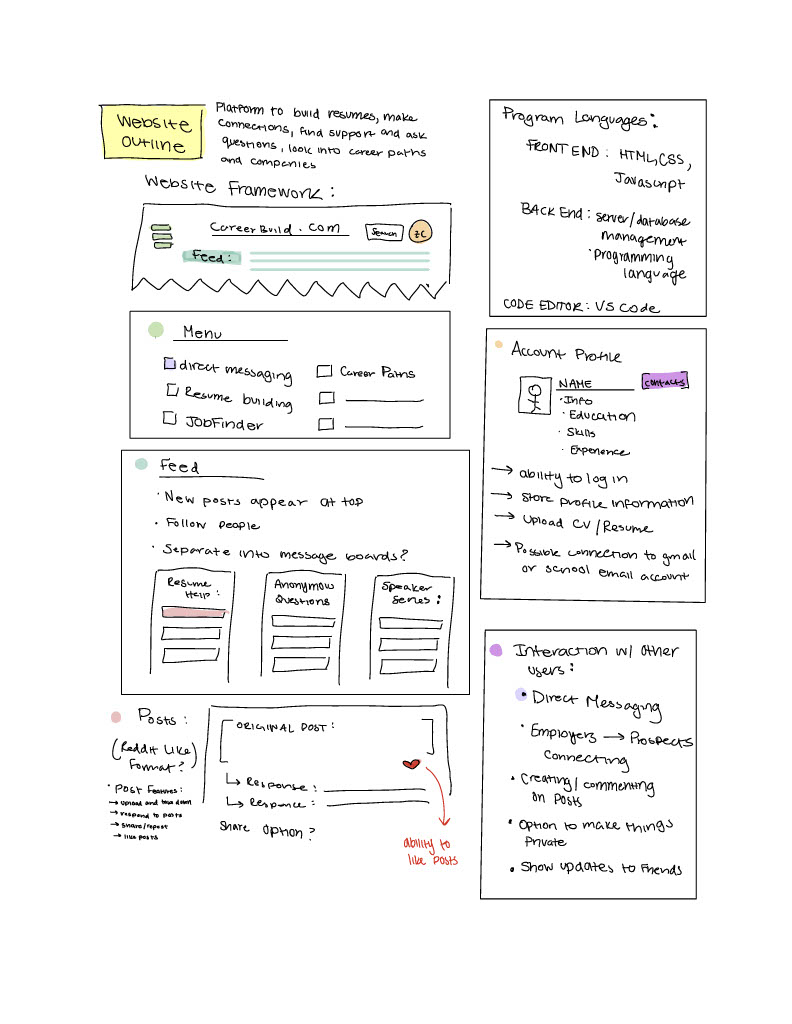 Website
Outline
Platform to build resumes, make
connections, find support and ask
questions, look into career paths
and companies
Website Framework:
CareerBuild.com
Search
ZC
Feed:
Menu
direct messaging
Resume building
JobFinder
Career Paths
Feed
· New posts appear at top
· Follow people
· Separate into message boards?
Resume
Help:
Anonymous
Questions
Speaker
Series:
Posts:
(Reddit Like
Format?)
· Post Features:
→ upload and take down
→ respond to posts
→ share/repost
→ like posts
ORIGINAL POST:
↳ Response:
↳ Responce:
Share option?
ability to
like posts
Program Languages:
FRONT END: HTML, CSS,
Javascript
BACK End: server/database
management
· Programming
language
CODE EDITOR: VS Code
Account Profile
NAME
contacts
· Info
· Education
· Skills
· Experience
→ ability to log in
→ Store profile information
→ Upload CV/Resume
→ Possible connection to gmail
or school email account
Interaction w/ other
users:
· Direct Messaging
· Employers → Prospects
connecting
· Creating/commenting
on posts
· Option to make things
Private
· Show updates to friends